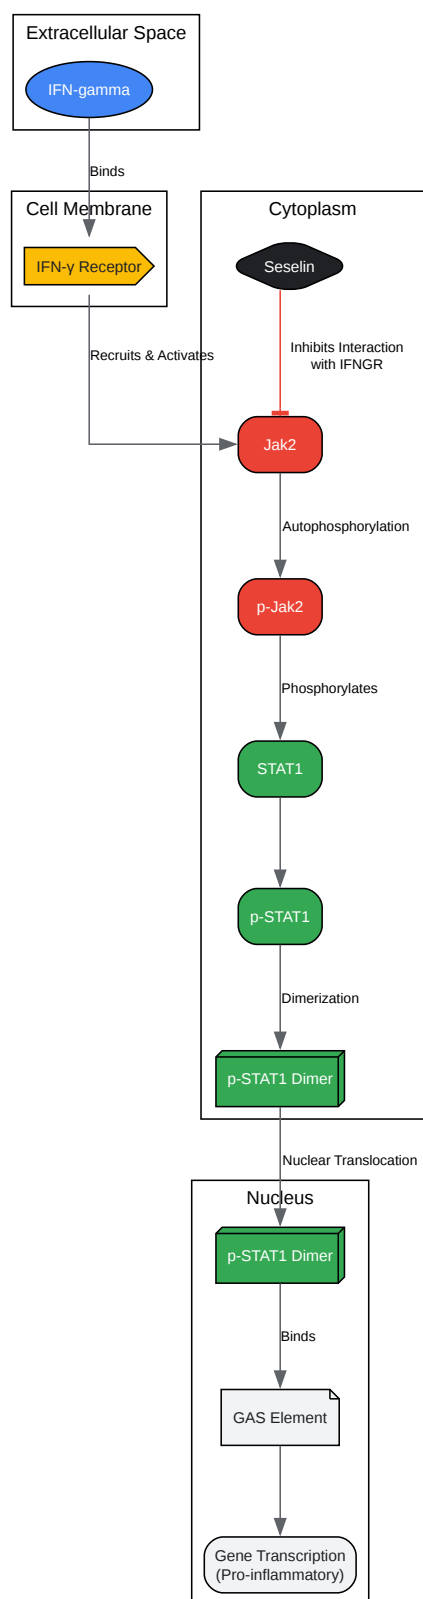 Extracellular Space
IFN-gamma
Binds
Cell Membrane
IFN-γ Receptor
Recruits & Activates
Cytoplasm
Seselin
Inhibits Interaction
with IFNGR
Jak2
Autophosphorylation
p-Jak2
Phosphorylates
STAT1
p-STAT1
Dimerization
p-STAT1 Dimer
Nuclear Translocation
Nucleus
p-STAT1 Dimer
Binds
GAS Element
Gene Transcription
(Pro-inflammatory)